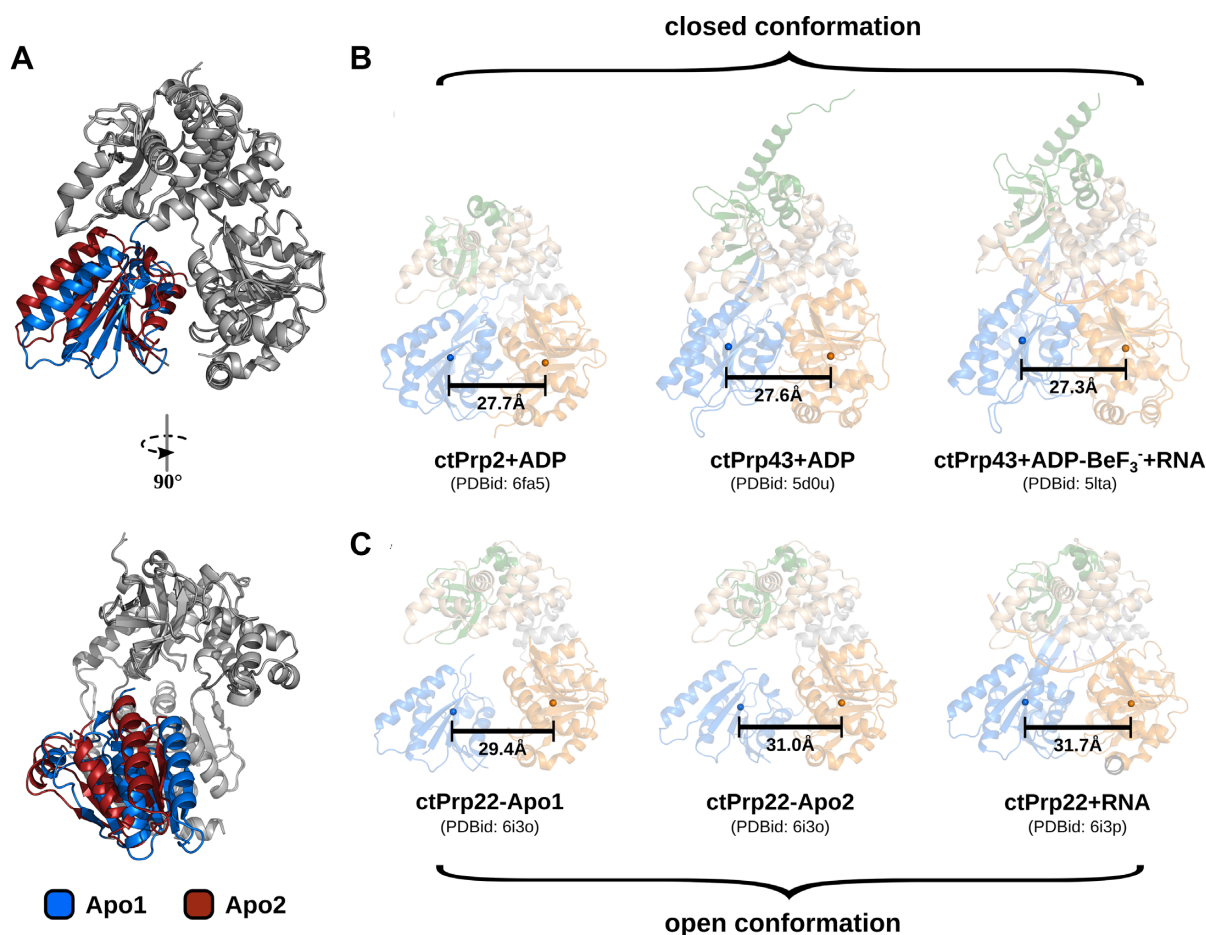 closed conformation
A
B
27.7Å
27.6Å
27.3Å
ctPrp2+ADP
(PDBid: 6fa5)
ctPrp43+ADP
(PDBid: 5d0u)
ctPrp43+ADP-BeF₃⁻+RNA
(PDBid: 5lta)
90°
C
29.4Å
31.0Å
31.7Å
ctPrp22-Apo1
(PDBid: 6i3o)
ctPrp22-Apo2
(PDBid: 6i3o)
ctPrp22+RNA
(PDBid: 6i3p)
Apo1
Apo2
open conformation